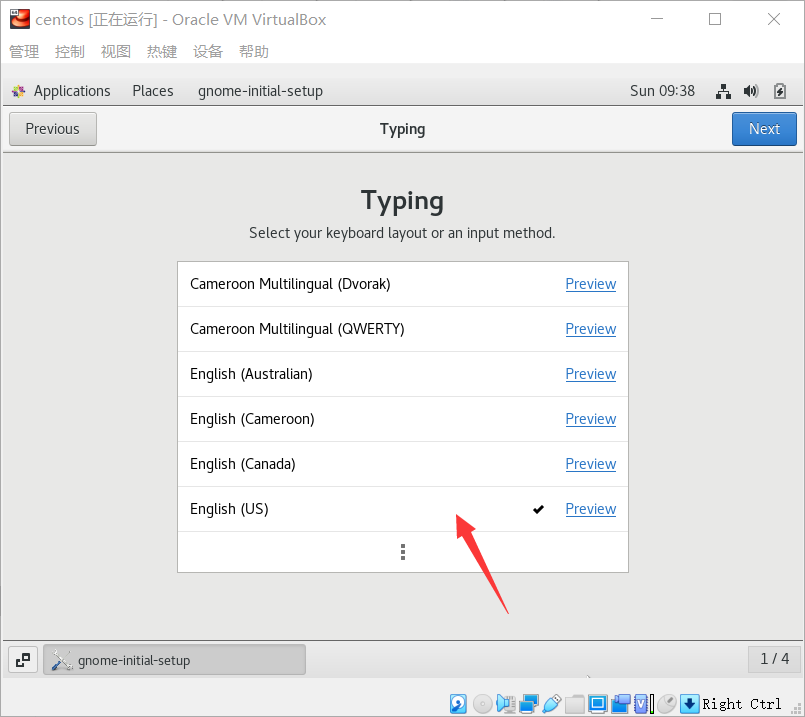 centos [正在运行] - Oracle VM VirtualBox
管理 控制 视图 热键 设备 帮助
Applications Places gnome-initial-setup Sun 09:38
Previous Typing Next
Typing
Select your keyboard layout or an input method.
Cameroon Multilingual (Dvorak) Preview
Cameroon Multilingual (QWERTY) Preview
English (Australian) Preview
English (Cameroon) Preview
English (Canada) Preview
English (US) Preview
gnome-initial-setup 1 / 4
Right Ctrl